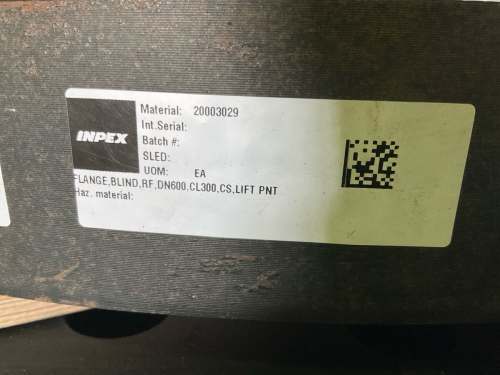 INPEX
Material: 20003029
Int.Serial:
Batch #:
SLED:
UOM: EA
FLANGE,BLIND,RF,DN600.CL300,CS,LIFT PNT
Haz. material: